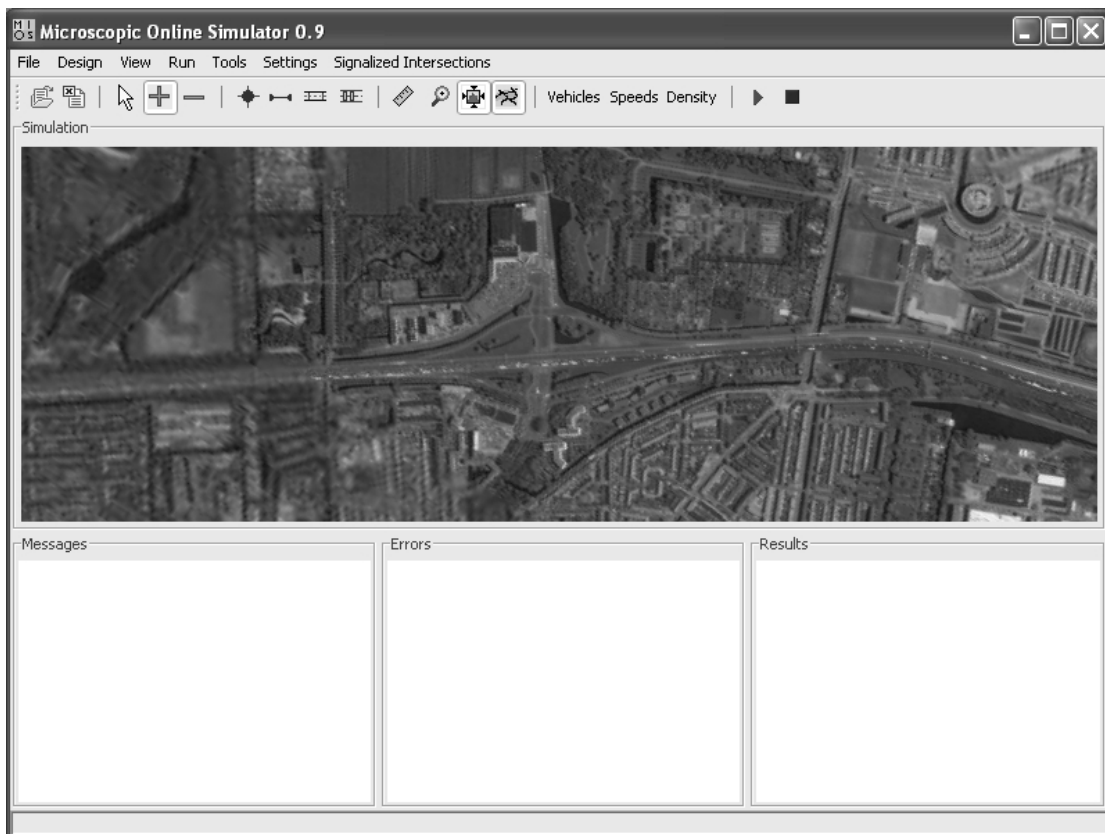 M I O S Microscopic Online Simulator 0.9
File Design View Run Tools Settings Signalized Intersections
Vehicles Speeds Density
Simulation
Messages Errors Results